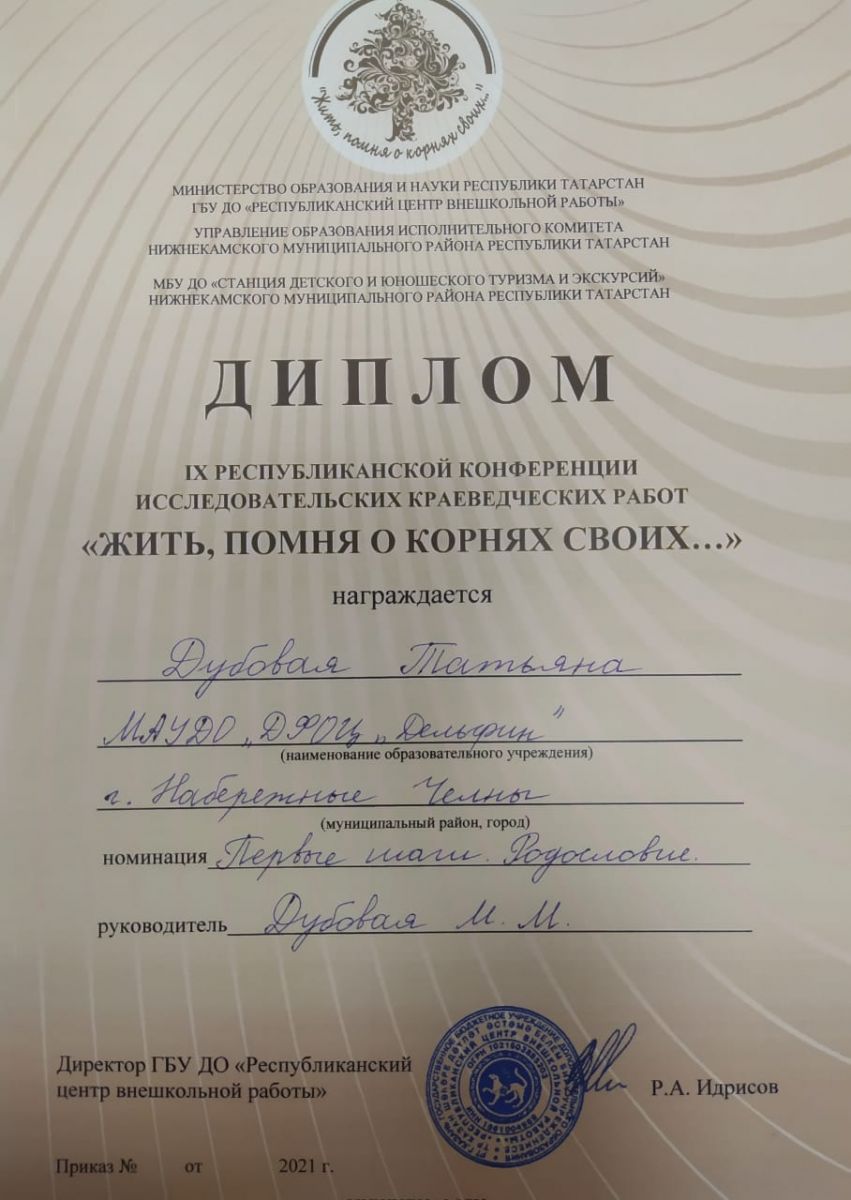 "Жить, помня о корнях своих..."
МИНИСТЕРСТВО ОБРАЗОВАНИЯ И НАУКИ РЕСПУБЛИКИ ТАТАРСТАН
ГБУ ДО «РЕСПУБЛИКАНСКИЙ ЦЕНТР ВНЕШКОЛЬНОЙ РАБОТЫ»
УПРАВЛЕНИЕ ОБРАЗОВАНИЯ ИСПОЛНИТЕЛЬНОГО КОМИТЕТА
НИЖНЕКАМСКОГО МУНИЦИПАЛЬНОГО РАЙОНА РЕСПУБЛИКИ ТАТАРСТАН
МБУ ДО «СТАНЦИЯ ДЕТСКОГО И ЮНОШЕСКОГО ТУРИЗМА И ЭКСКУРСИЙ»
НИЖНЕКАМСКОГО МУНИЦИПАЛЬНОГО РАЙОНА РЕСПУБЛИКИ ТАТАРСТАН
ДИПЛОМ
IX РЕСПУБЛИКАНСКОЙ КОНФЕРЕНЦИИ
ИССЛЕДОВАТЕЛЬСКИХ КРАЕВЕДЧЕСКИХ РАБОТ
«ЖИТЬ, ПОМНЯ О КОРНЯХ СВОИХ…»
награждается
Дубовая Татьяна
МАУДО „ДФОЦ „Дельфин"
(наименование образовательного учреждения)
г. Набережные Челны
(муниципальный район, город)
номинация Первые шаги. Родословие.
руководитель Дубовая М. М.
Директор ГБУ ДО «Республиканский
центр внешкольной работы»
Р.А. Идрисов
Приказ № от 2021 г.